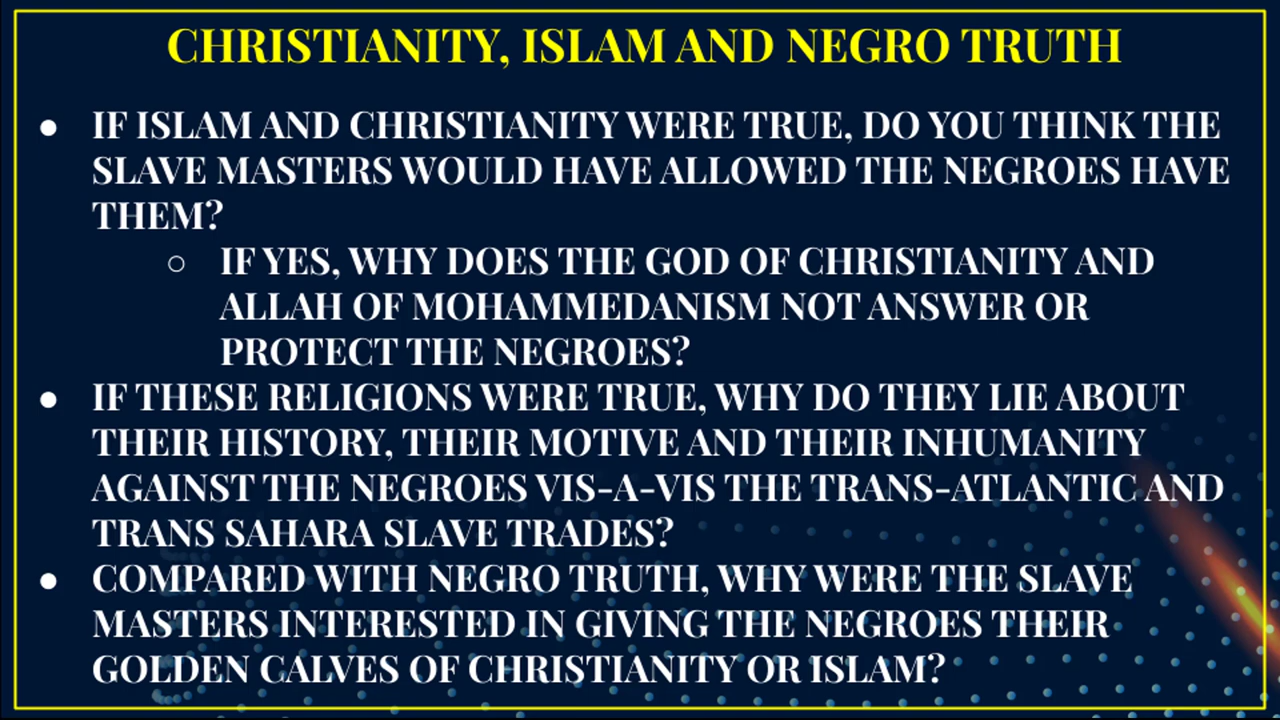 CHRISTIANITY, ISLAM AND NEGRO TRUTH
● IF ISLAM AND CHRISTIANITY WERE TRUE, DO YOU THINK THE
SLAVE MASTERS WOULD HAVE ALLOWED THE NEGROES HAVE
THEM?
○ IF YES, WHY DOES THE GOD OF CHRISTIANITY AND
ALLAH OF MOHAMMEDANISM NOT ANSWER OR
PROTECT THE NEGROES?
● IF THESE RELIGIONS WERE TRUE, WHY DO THEY LIE ABOUT
THEIR HISTORY, THEIR MOTIVE AND THEIR INHUMANITY
AGAINST THE NEGROES VIS-A-VIS THE TRANS-ATLANTIC AND
TRANS SAHARA SLAVE TRADES?
● COMPARED WITH NEGRO TRUTH, WHY WERE THE SLAVE
MASTERS INTERESTED IN GIVING THE NEGROES THEIR
GOLDEN CALVES OF CHRISTIANITY OR ISLAM?